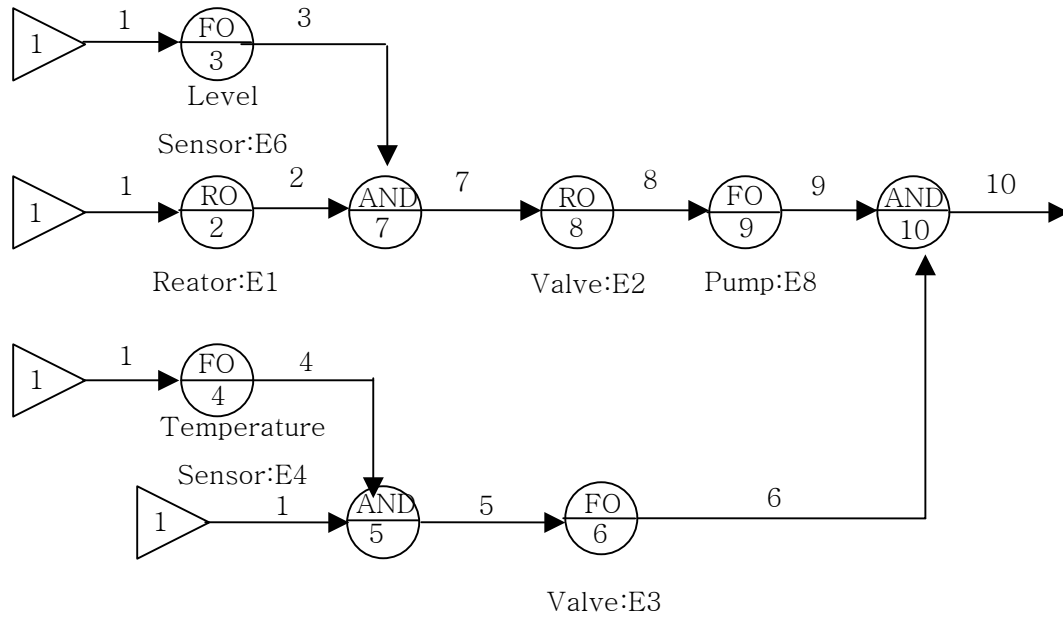 1
1
FO
3
3
Level
Sensor:E6
1
1
RO
2
2
AND
7
7
RO
8
8
FO
9
9
AND
10
10
Reator:E1
Valve:E2
Pump:E8
1
1
FO
4
4
Temperature
Sensor:E4
1
1
AND
5
5
FO
6
6
Valve:E3